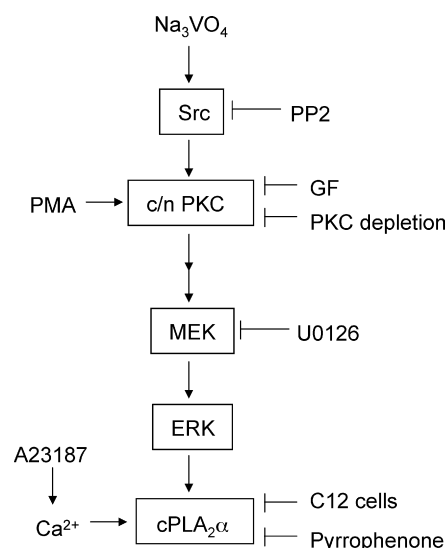 Na₃VO₄
Src
PP2
PMA
c/n PKC
GF
PKC depletion
MEK
U0126
ERK
A23187
Ca²⁺
cPLA₂α
C12 cells
Pyrrophenone